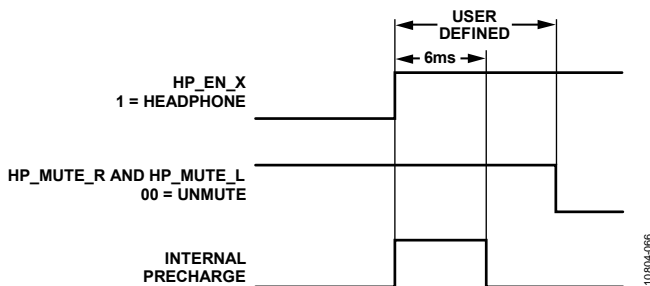 USER
DEFINED
6ms
HP_EN_X
1 = HEADPHONE
HP_MUTE_R AND HP_MUTE_L
00 = UNMUTE
INTERNAL
PRECHARGE
10804-066